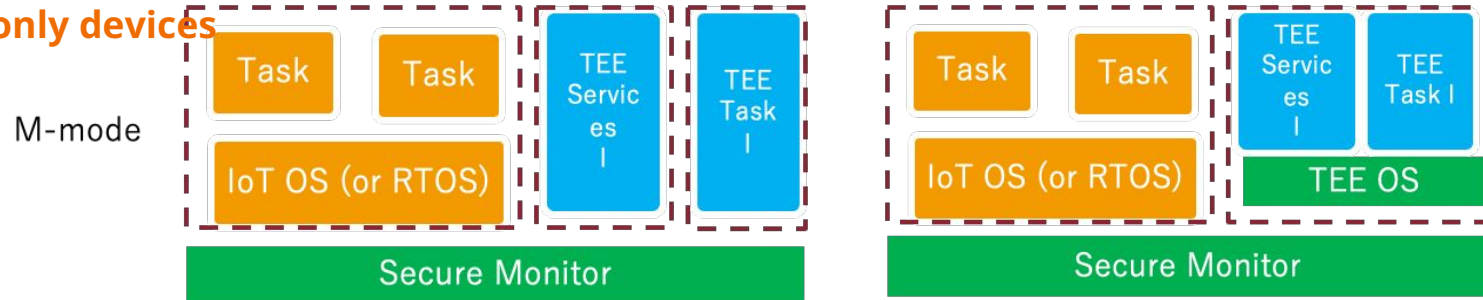 only devices
M-mode
Task
Task
IoT OS (or RTOS)
TEE
Servic
es
I
TEE
Task
I
Secure Monitor
Task
Task
IoT OS (or RTOS)
TEE
Servic
es
I
TEE
Task I
TEE OS
Secure Monitor